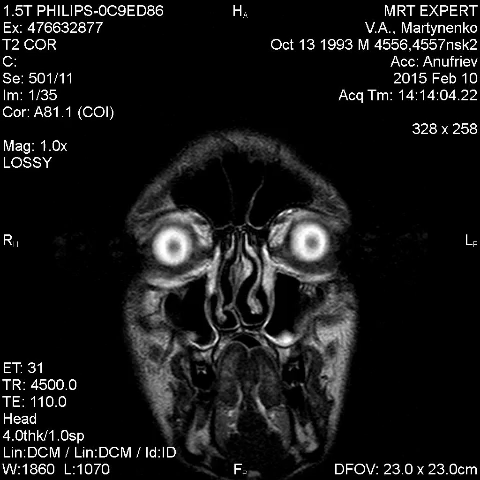 1.5T PHILIPS-0C9ED86
Ex: 476632877
T2 COR
C:
Se: 501/11
Im: 1/35
Cor: A81.1 (COI)
Mag: 1.0x
LOSSY
HA
MRT EXPERT
V.A., Martynenko
Oct 13 1993 M 4556,4557nsk2
Acc: Anufriev
2015 Feb 10
Acq Tm: 14:14:04.22
328 x 258
RH
LF
ET: 31
TR: 4500.0
TE: 110.0
Head
4.0thk/1.0sp
Lin:DCM / Lin:DCM / Id:ID
W:1860 L:1070
DFOV: 23.0 x 23.0cm